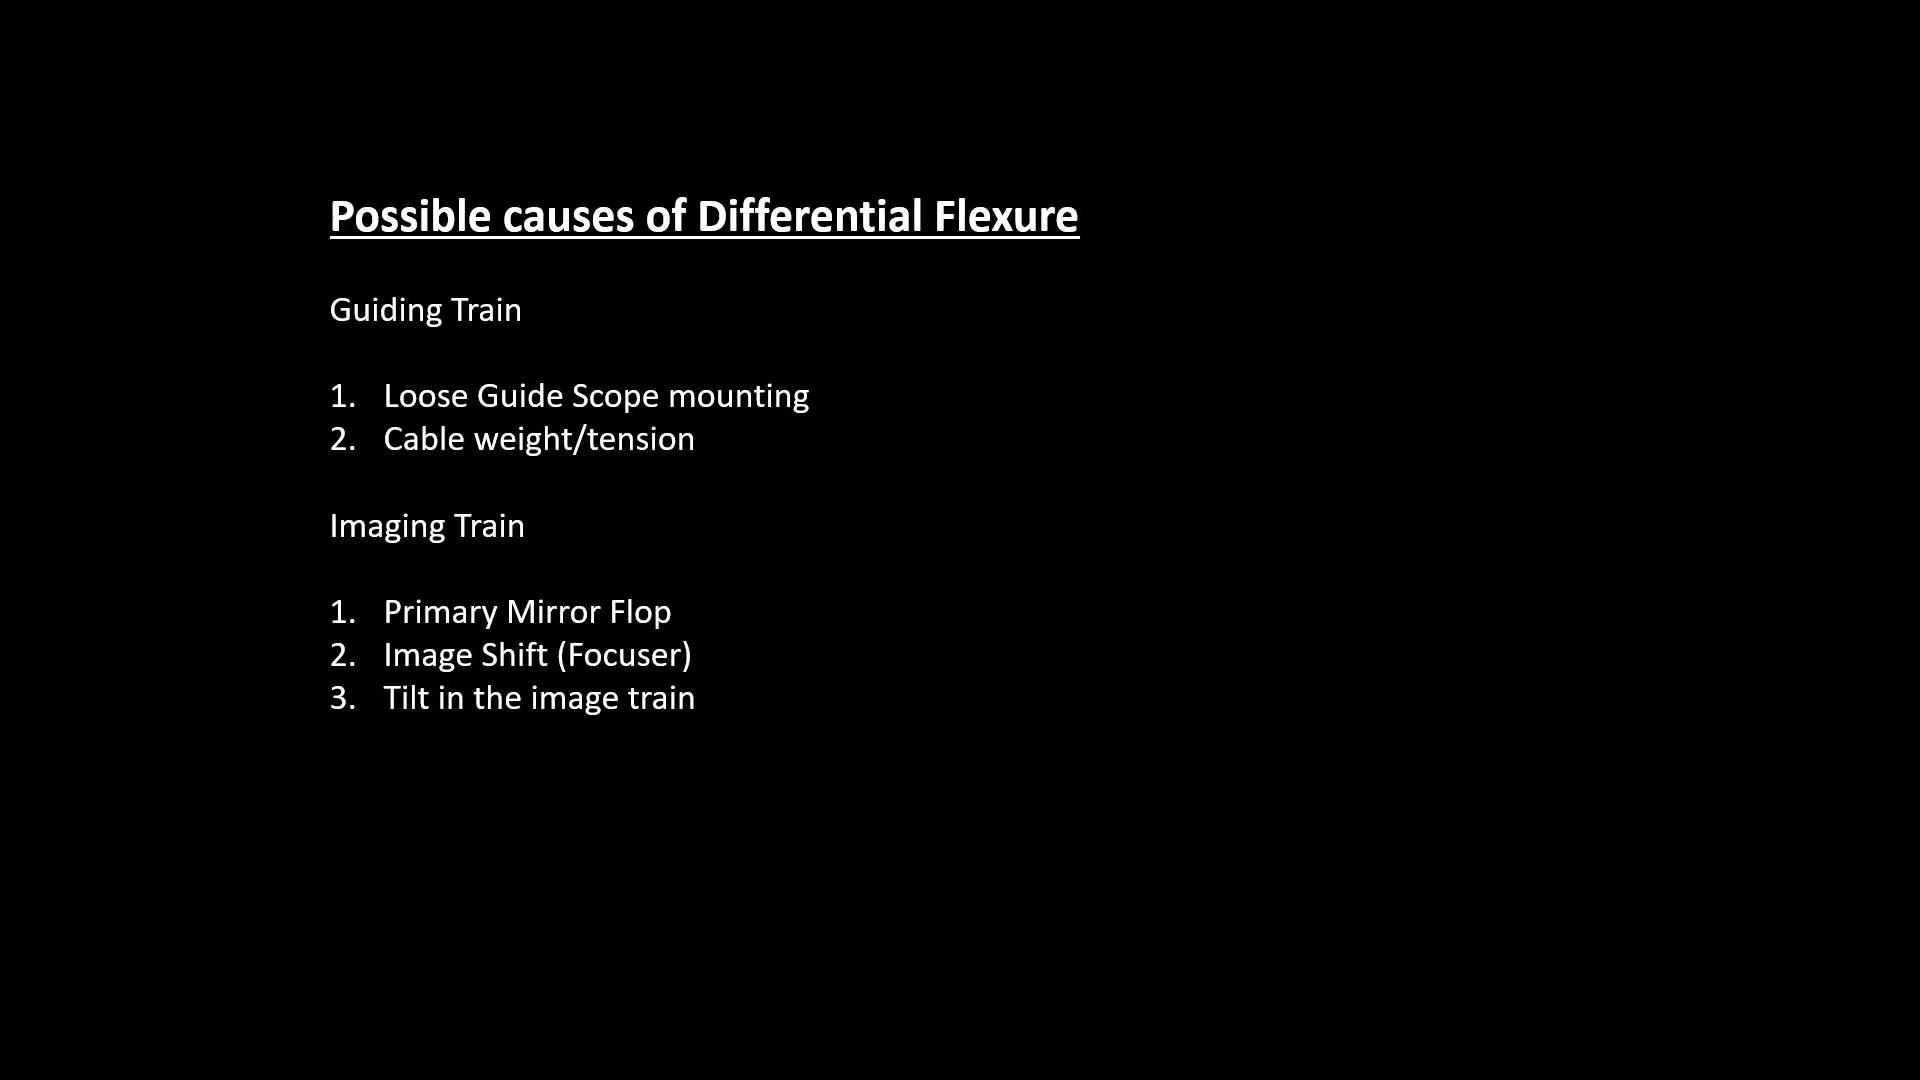 Possible causes of Differential Flexure
Guiding Train
1. Loose Guide Scope mounting
2. Cable weight/tension
Imaging Train
1. Primary Mirror Flop
2. Image Shift (Focuser)
3. Tilt in the image train